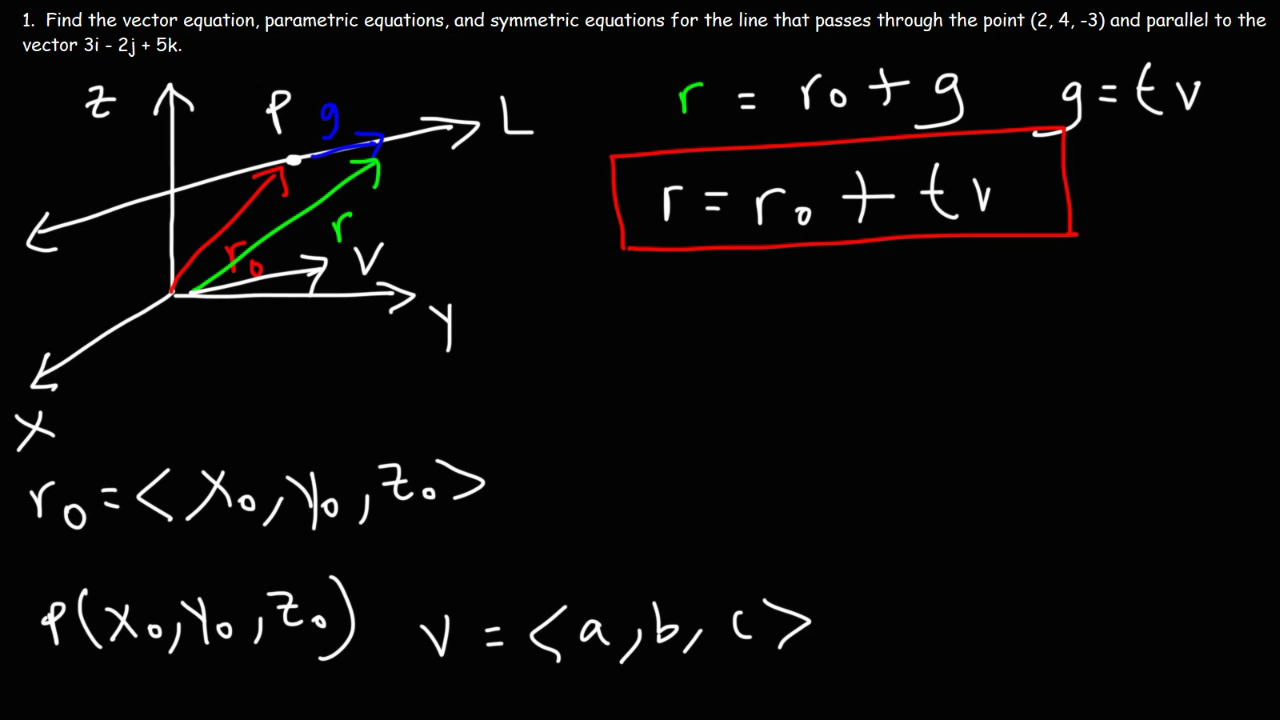 1. Find the vector equation, parametric equations, and symmetric equations for the line that passes through the point (2, 4, -3) and parallel to the
vector 3i - 2j + 5k.
z
P
g
L
r = r₀ + g
g = t v
r = r₀ + t v
r₀
r
v
y
x
r₀ = <x₀, y₀, z₀>
P(x₀, y₀, z₀)
v = <a, b, c>